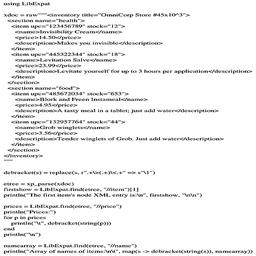 using LibExpat

xdoc = raw"""<inventory title="OmniCorp Store #45x10^3">
  <section name="health">
    <item upc="123456789" stock="12">
      <name>Invisibility Cream</name>
      <price>14.50</price>
      <description>Makes you invisible</description>
    </item>
    <item upc="445322344" stock="18">
      <name>Levitation Salve</name>
      <price>23.99</price>
      <description>Levitate yourself for up to 3 hours per application</description>
    </item>
  </section>
  <section name="food">
    <item upc="485672034" stock="653">
      <name>Blork and Freen Instameal</name>
      <price>4.95</price>
      <description>A tasty meal in a tablet; just add water</description>
    </item>
    <item upc="132957764" stock="44">
      <name>Grob winglets</name>
      <price>3.56</price>
      <description>Tender winglets of Grob. Just add water</description>
    </item>
  </section>
</inventory>
"""

debracket(s) = replace(s, r".+\>(.+)\<.+" => s"\1")

etree = xp_parse(xdoc)
firstshow = LibExpat.find(etree, "//item")[1]
println("The first item's node XML entry is:\n", firstshow, "\n\n")

prices = LibExpat.find(etree, "//price")
println("Prices:")
for p in prices
    println("\t", debracket(string(p)))
end
println("\n")

namearray = LibExpat.find(etree, "//name")
println("Array of names of items:\n\t", map(s -> debracket(string(s)), namearray))